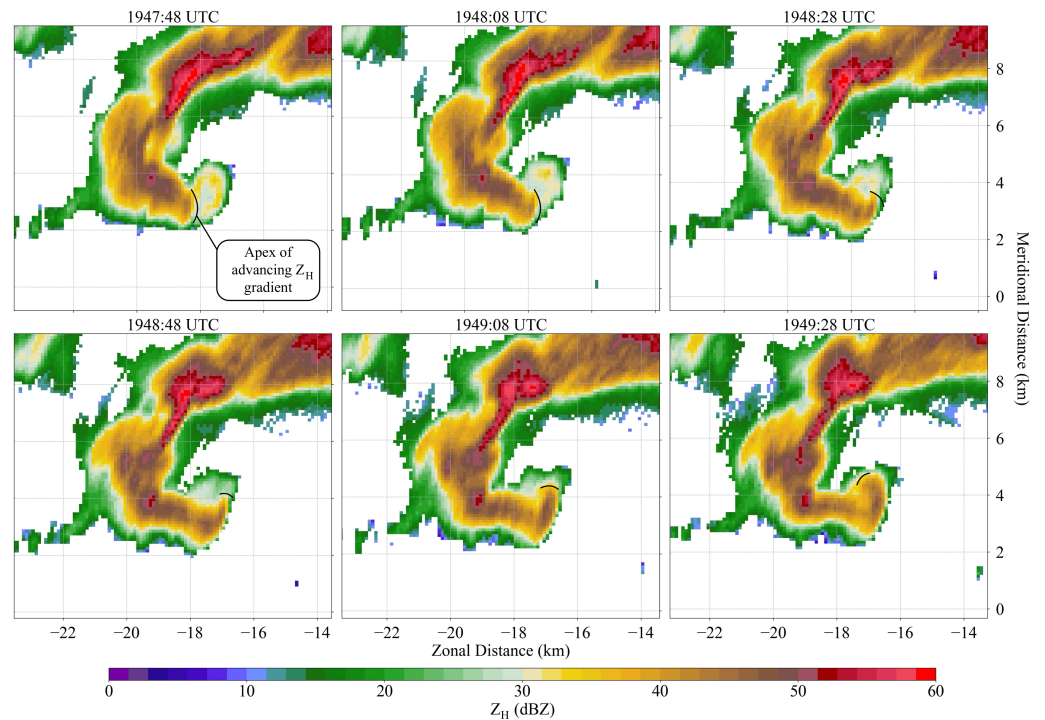 1947:48 UTC
1948:08 UTC
1948:28 UTC
Apex of
advancing Z_H
gradient
8
6
4
2
0
Meridional Distance (km)
1948:48 UTC
1949:08 UTC
1949:28 UTC
8
6
4
2
0
−22 −20 −18 −16 −14
−22 −20 −18 −16 −14
−22 −20 −18 −16 −14
Zonal Distance (km)
0 10 20 30 40 50 60
Z_H (dBZ)